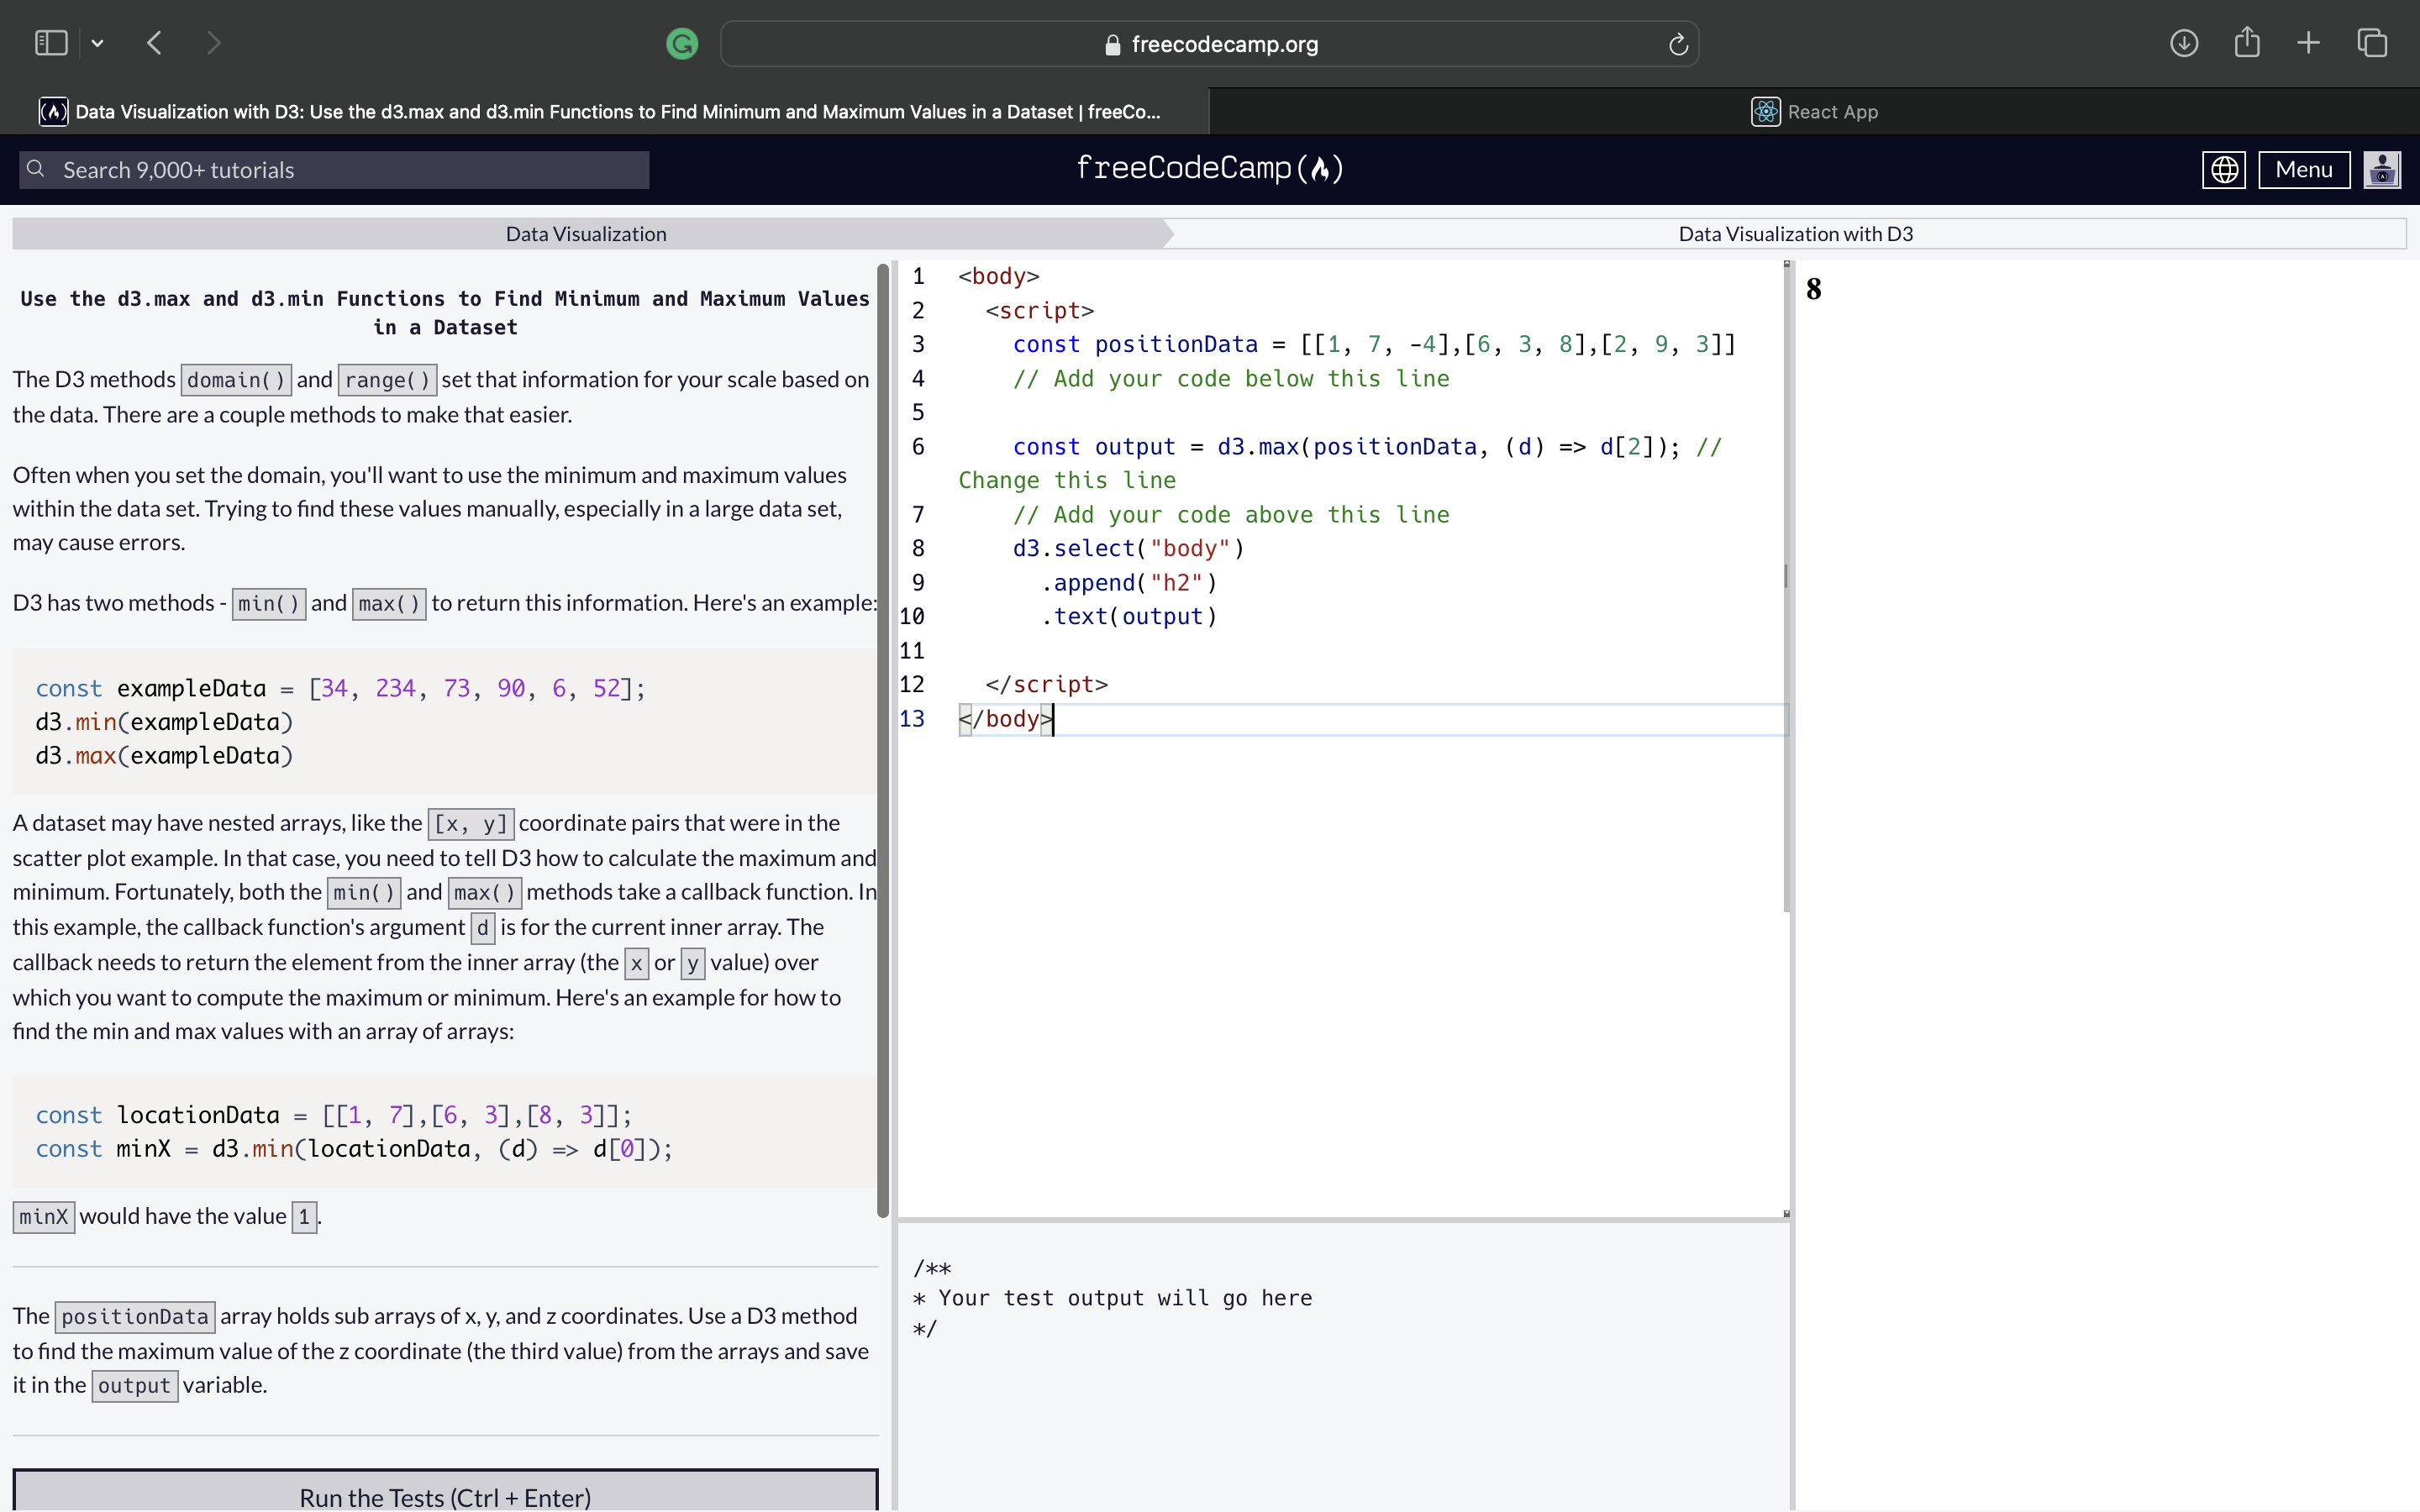 freecodecamp.org
Data Visualization with D3: Use the d3.max and d3.min Functions to Find Minimum and Maximum Values in a Dataset | freeCo...
React App
Search 9,000+ tutorials
freeCodeCamp
Menu
Data Visualization
Data Visualization with D3
Use the d3.max and d3.min Functions to Find Minimum and Maximum Values
in a Dataset
The D3 methods domain() and range() set that information for your scale based on
the data. There are a couple methods to make that easier.
Often when you set the domain, you'll want to use the minimum and maximum values
within the data set. Trying to find these values manually, especially in a large data set,
may cause errors.
D3 has two methods - min() and max() to return this information. Here's an example:
const exampleData = [34, 234, 73, 90, 6, 52];
d3.min(exampleData)
d3.max(exampleData)
A dataset may have nested arrays, like the [x, y] coordinate pairs that were in the
scatter plot example. In that case, you need to tell D3 how to calculate the maximum and
minimum. Fortunately, both the min() and max() methods take a callback function. In
this example, the callback function's argument d is for the current inner array. The
callback needs to return the element from the inner array (the x or y value) over
which you want to compute the maximum or minimum. Here's an example for how to
find the min and max values with an array of arrays:
const locationData = [[1, 7],[6, 3],[8, 3]];
const minX = d3.min(locationData, (d) => d[0]);
minX would have the value 1.
The positionData array holds sub arrays of x, y, and z coordinates. Use a D3 method
to find the maximum value of the z coordinate (the third value) from the arrays and save
it in the output variable.
Run the Tests (Ctrl + Enter)
1 <body>
2 <script>
3 const positionData = [[1, 7, -4],[6, 3, 8],[2, 9, 3]]
4 // Add your code below this line
5
6 const output = d3.max(positionData, (d) => d[2]); //
Change this line
7 // Add your code above this line
8 d3.select("body")
9 .append("h2")
10 .text(output)
11
12 </script>
13 </body>
/**
* Your test output will go here
*/
8